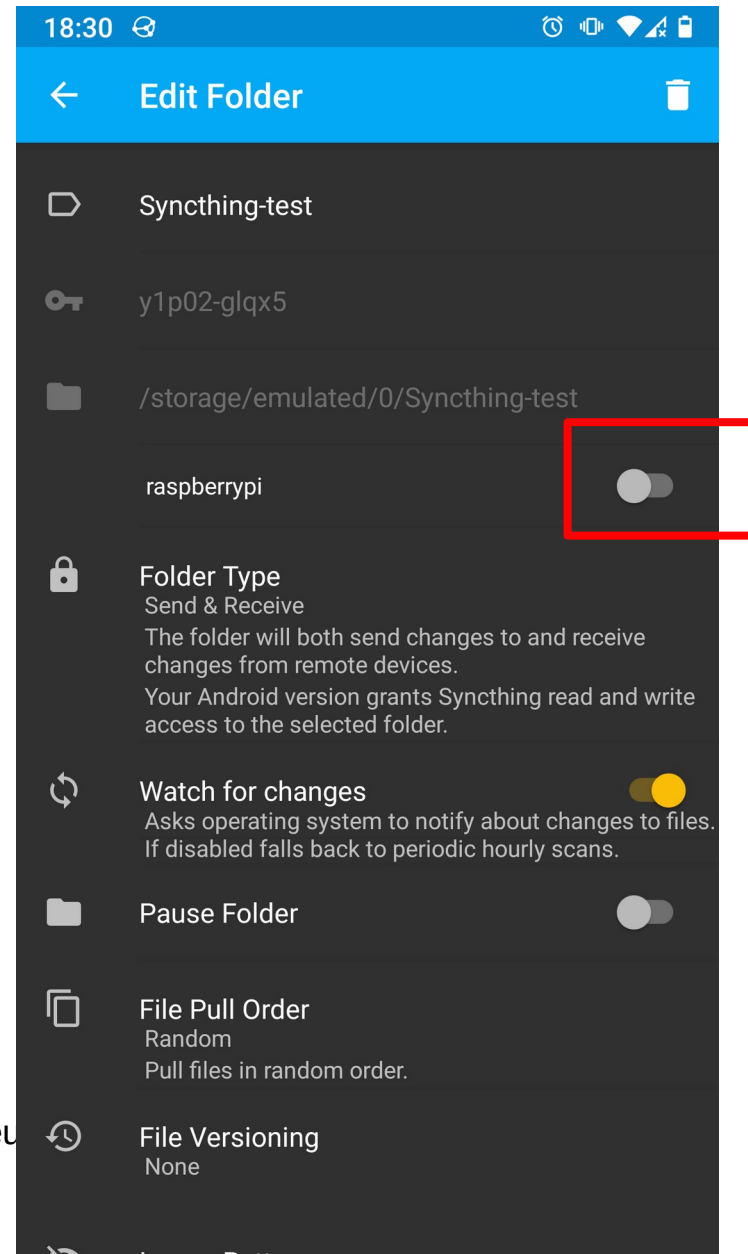 18:30
Edit Folder
Syncthing-test
y1p02-glqx5
/storage/emulated/0/Syncthing-test
raspberrypi
Folder Type
Send & Receive
The folder will both send changes to and receive
changes from remote devices.
Your Android version grants Syncthing read and write
access to the selected folder.
Watch for changes
Asks operating system to notify about changes to files.
If disabled falls back to periodic hourly scans.
Pause Folder
File Pull Order
Random
Pull files in random order.
File Versioning
None